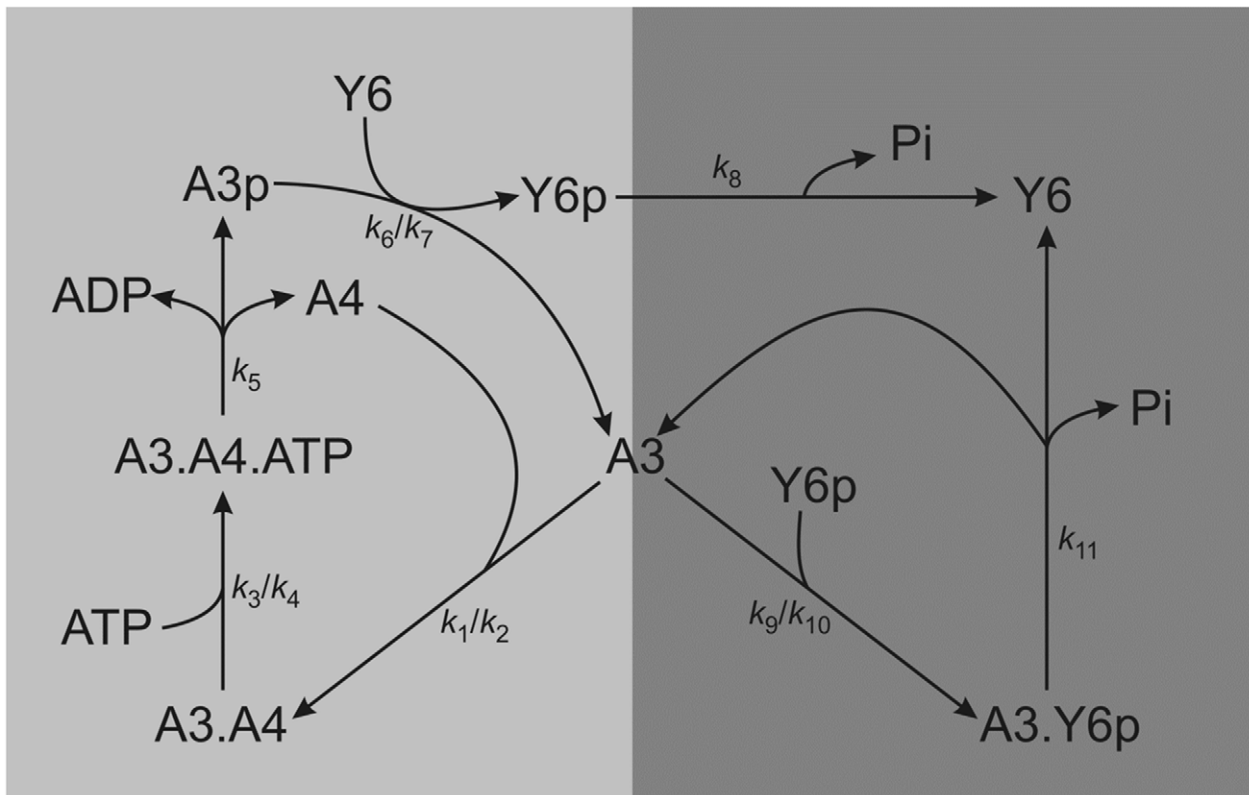 Y6
Pi
k8
A3p
Y6p
Y6
k6/k7
ADP
A4
k5
Pi
A3.A4.ATP
A3
Y6p
k11
k3/k4
ATP
k1/k2
k9/k10
A3.A4
A3.Y6p